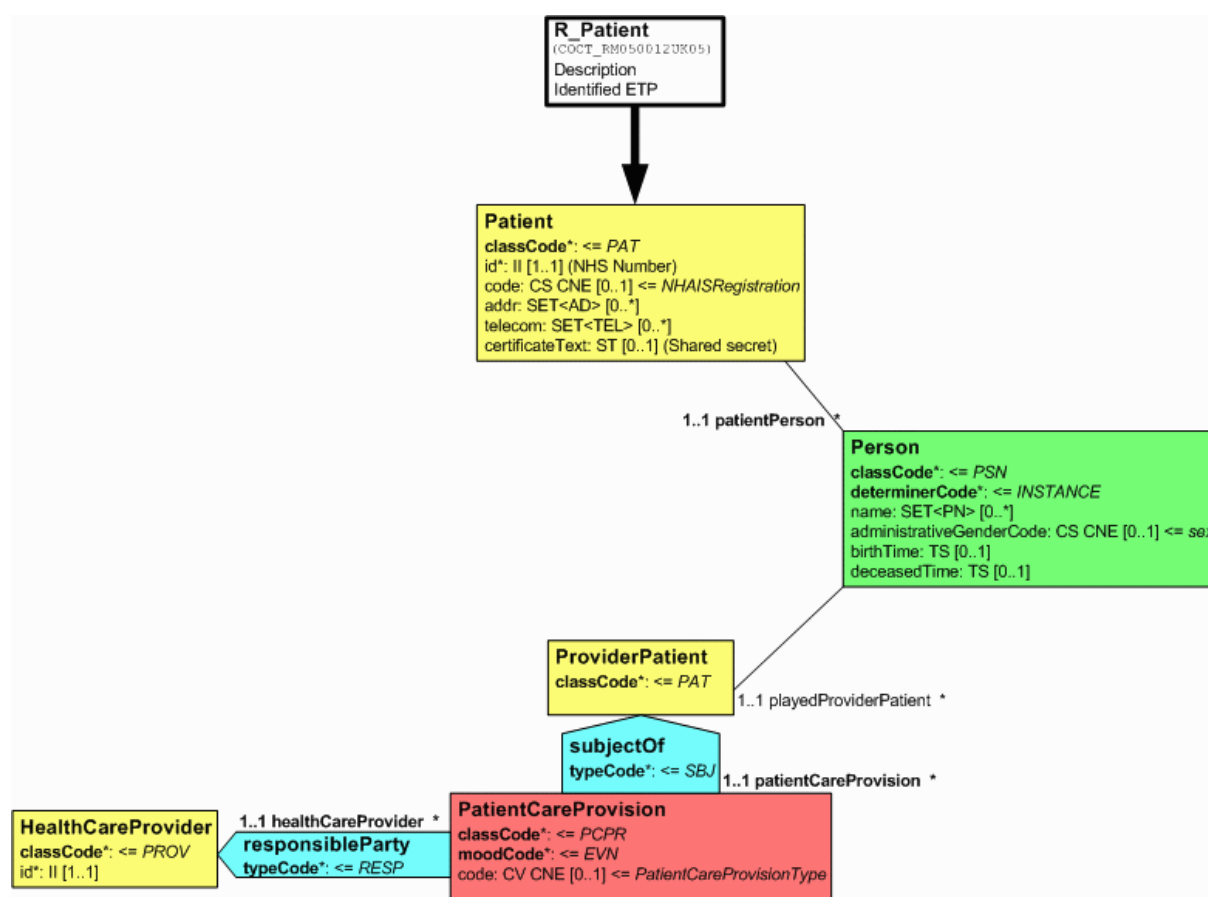 R_Patient
(COCT_RM050012UK05)
Description
Identified ETP
Patient
classCode*: <= PAT
id*: II [1..1] (NHS Number)
code: CS CNE [0..1] <= NHAISRegistration
addr: SET<AD> [0..*]
telecom: SET<TEL> [0..*]
certificateText: ST [0..1] (Shared secret)
1..1 patientPerson *
Person
classCode*: <= PSN
determinerCode*: <= INSTANCE
name: SET<PN> [0..*]
administrativeGenderCode: CS CNE [0..1] <= sex
birthTime: TS [0..1]
deceasedTime: TS [0..1]
ProviderPatient
classCode*: <= PAT
1..1 playedProviderPatient *
subjectOf
typeCode*: <= SBJ
1..1 patientCareProvision *
PatientCareProvision
classCode*: <= PCPR
moodCode*: <= EVN
code: CV CNE [0..1] <= PatientCareProvisionType
1..1 healthCareProvider *
responsibleParty
typeCode*: <= RESP
HealthCareProvider
classCode*: <= PROV
id*: II [1..1]